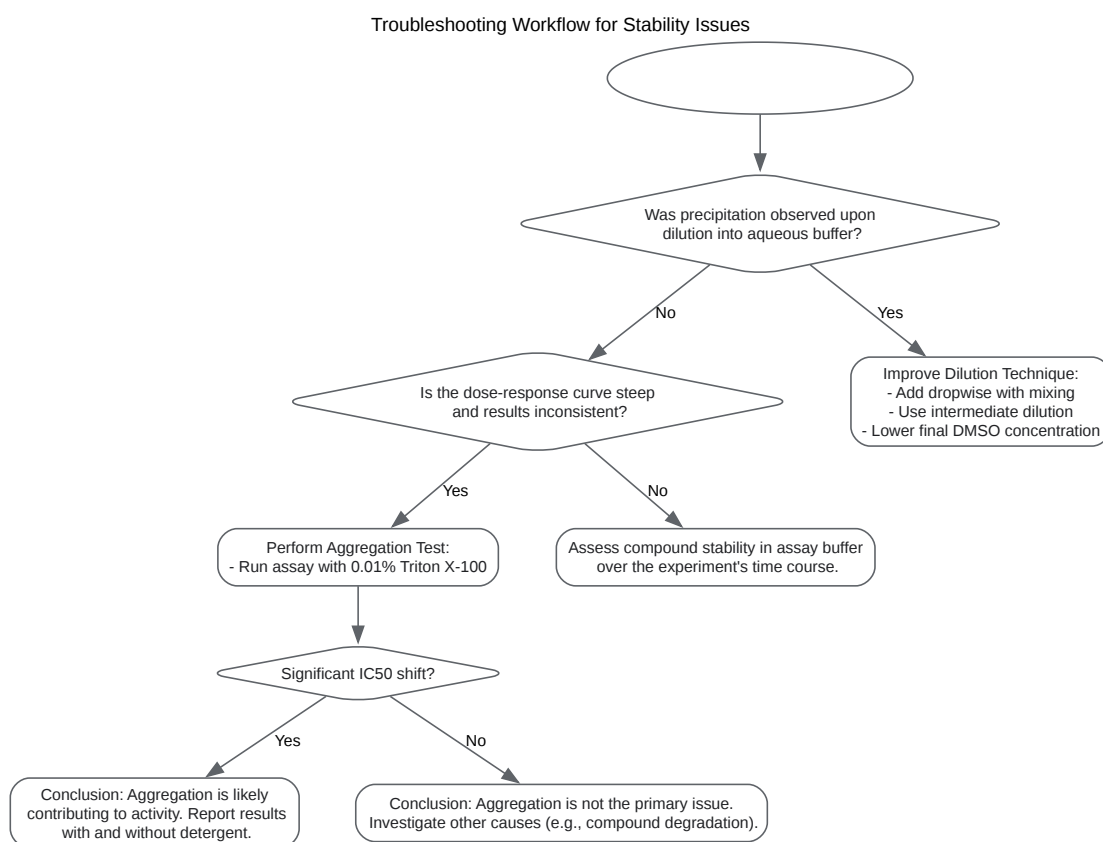 Troubleshooting Workflow for Stability Issues
Was precipitation observed upon
dilution into aqueous buffer?
No
Yes
Is the dose-response curve steep
and results inconsistent?
Improve Dilution Technique:
- Add dropwise with mixing
- Use intermediate dilution
- Lower final DMSO concentration
Yes
No
Perform Aggregation Test:
- Run assay with 0.01% Triton X-100
Assess compound stability in assay buffer
over the experiment's time course.
Significant IC50 shift?
Yes
No
Conclusion: Aggregation is likely
contributing to activity. Report results
with and without detergent.
Conclusion: Aggregation is not the primary issue.
Investigate other causes (e.g., compound degradation).